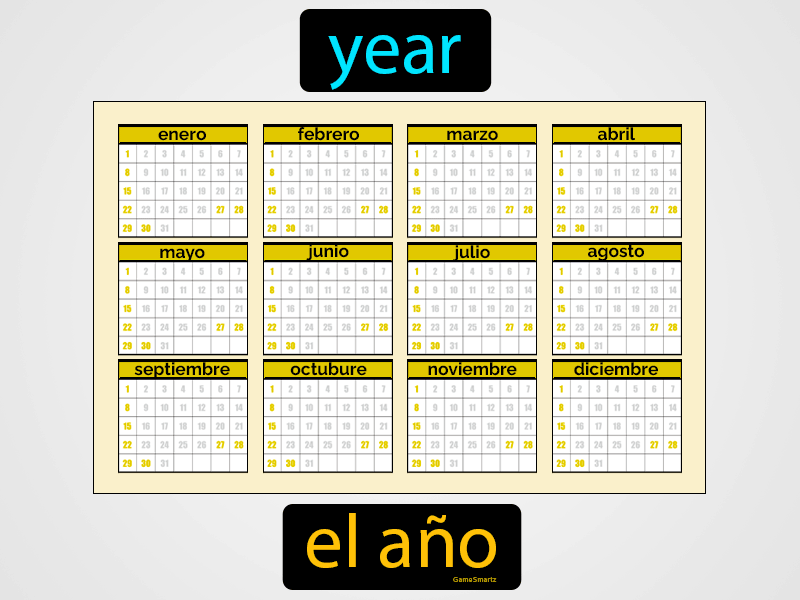 year
enero febrero marzo abril
1 2 3 4 5 6 7 1 2 3 4 5 6 7 1 2 3 4 5 6 7 1 2 3 4 5 6 7
8 9 10 11 12 13 14 8 9 10 11 12 13 14 8 9 10 11 12 13 14 8 9 10 11 12 13 14
15 16 17 18 19 20 21 15 16 17 18 19 20 21 15 16 17 18 19 20 21 15 16 17 18 19 20 21
22 23 24 25 26 27 28 22 23 24 25 26 27 28 22 23 24 25 26 27 28 22 23 24 25 26 27 28
29 30 31 29 30 31 29 30 31 29 30 31
mayo junio julio agosto
1 2 3 4 5 6 7 1 2 3 4 5 6 7 1 2 3 4 5 6 7 1 2 3 4 5 6 7
8 9 10 11 12 13 14 8 9 10 11 12 13 14 8 9 10 11 12 13 14 8 9 10 11 12 13 14
15 16 17 18 19 20 21 15 16 17 18 19 20 21 15 16 17 18 19 20 21 15 16 17 18 19 20 21
22 23 24 25 26 27 28 22 23 24 25 26 27 28 22 23 24 25 26 27 28 22 23 24 25 26 27 28
29 30 31 29 30 31 29 30 31 29 30 31
septiembre octubure noviembre diciembre
1 2 3 4 5 6 7 1 2 3 4 5 6 7 1 2 3 4 5 6 7 1 2 3 4 5 6 7
8 9 10 11 12 13 14 8 9 10 11 12 13 14 8 9 10 11 12 13 14 8 9 10 11 12 13 14
15 16 17 18 19 20 21 15 16 17 18 19 20 21 15 16 17 18 19 20 21 15 16 17 18 19 20 21
22 23 24 25 26 27 28 22 23 24 25 26 27 28 22 23 24 25 26 27 28 22 23 24 25 26 27 28
29 30 31 29 30 31 29 30 31 29 30 31
el año
GameSmartz